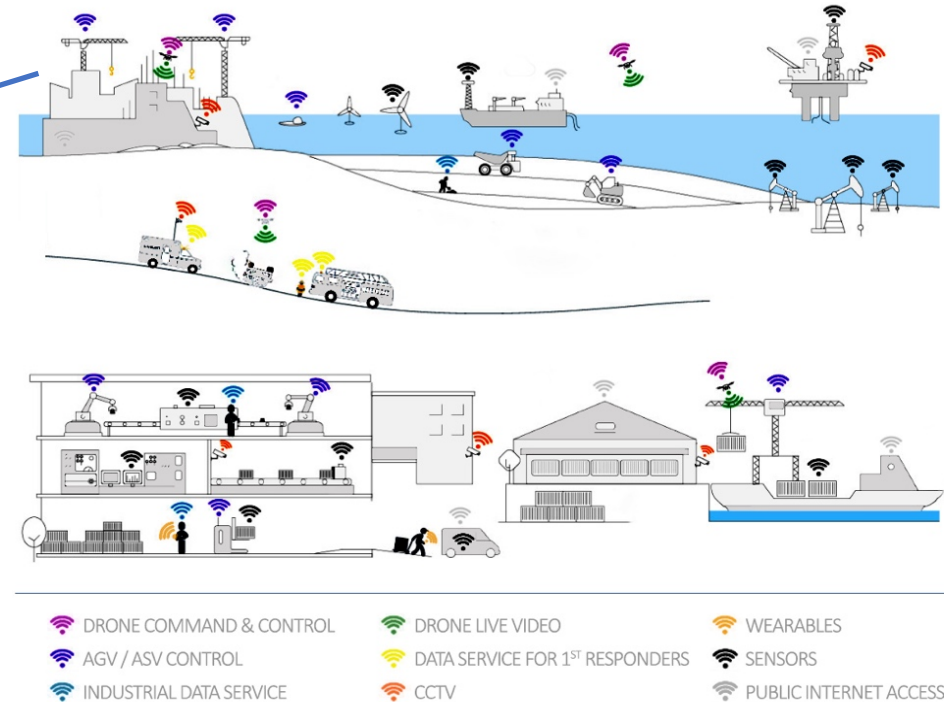 DRONE COMMAND & CONTROL
DRONE LIVE VIDEO
WEARABLES
AGV / ASV CONTROL
DATA SERVICE FOR 1ST RESPONDERS
SENSORS
INDUSTRIAL DATA SERVICE
CCTV
PUBLIC INTERNET ACCESS